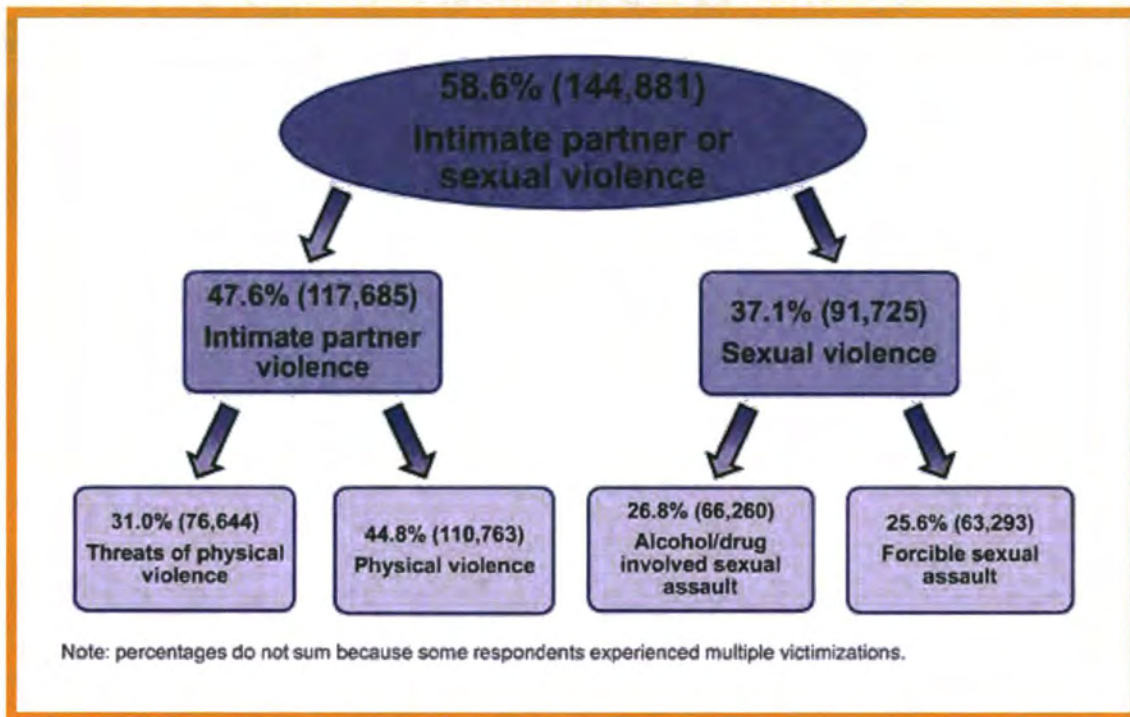 58.6% (144,881)
Intimate partner or
sexual violence
47.6% (117,685)
Intimate partner
violence
37.1% (91,725)
Sexual violence
31.0% (76,644)
Threats of physical
violence
44.8% (110,763)
Physical violence
26.8% (66,260)
Alcohol/drug
involved sexual
assault
25.6% (63,293)
Forcible sexual
assault
Note: percentages do not sum because some respondents experienced multiple victimizations.